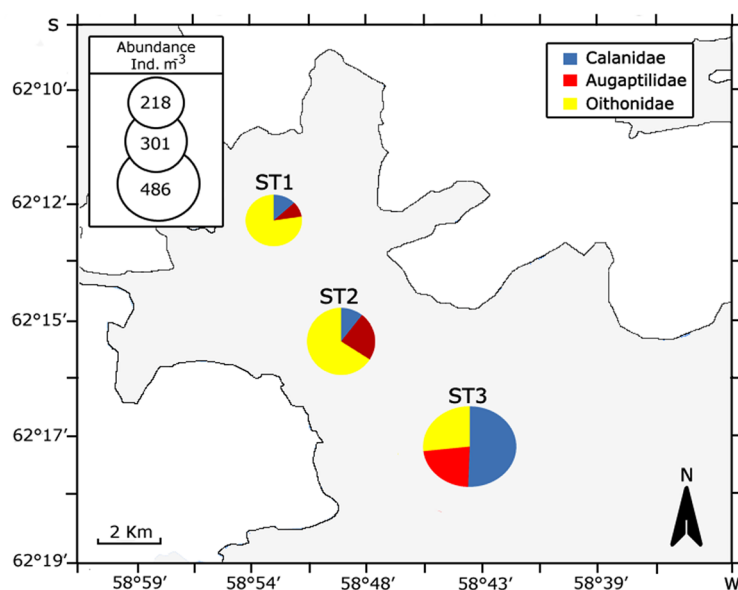 S
Abundance
Ind. m-3
218
301
486
Calanidae
Augaptilidae
Oithonidae
62°10′
62°12′
62°15′
62°17′
62°19′
ST1
ST2
ST3
N
2 Km
58°59′ 58°54′ 58°48′ 58°43′ 58°39′ W